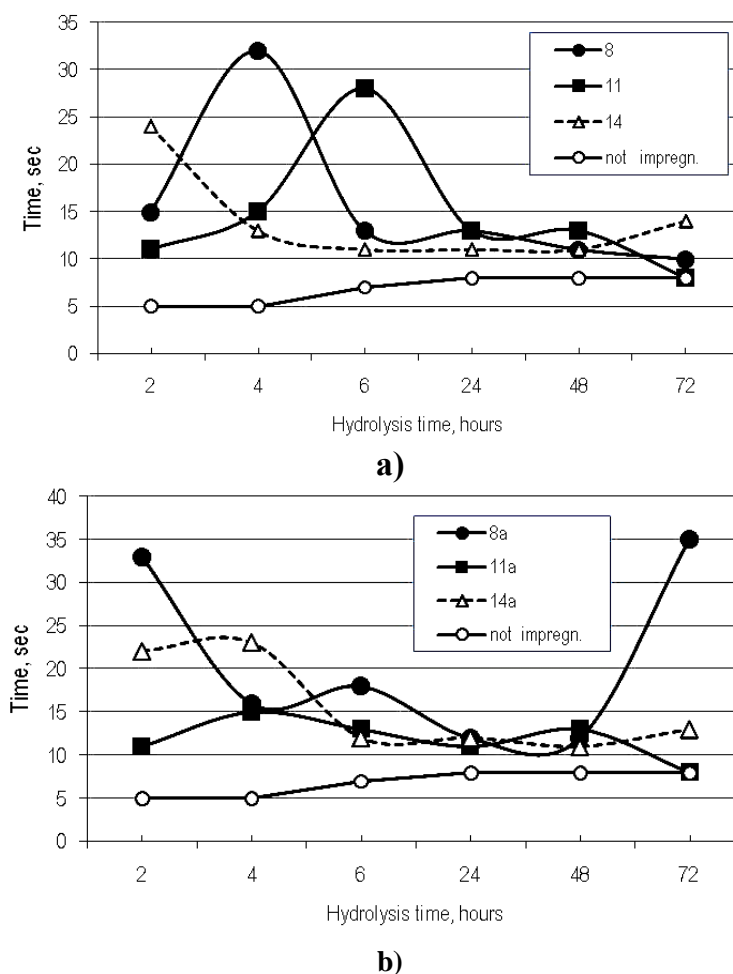 35
30
25
20
15
10
5
0
Time, sec
8
11
14
not impregn.
2 4 6 24 48 72
Hydrolysis time, hours
a)
40
35
30
25
20
15
10
5
0
Time, sec
8a
11a
14a
not impregn.
2 4 6 24 48 72
Hydrolysis time, hours
b)